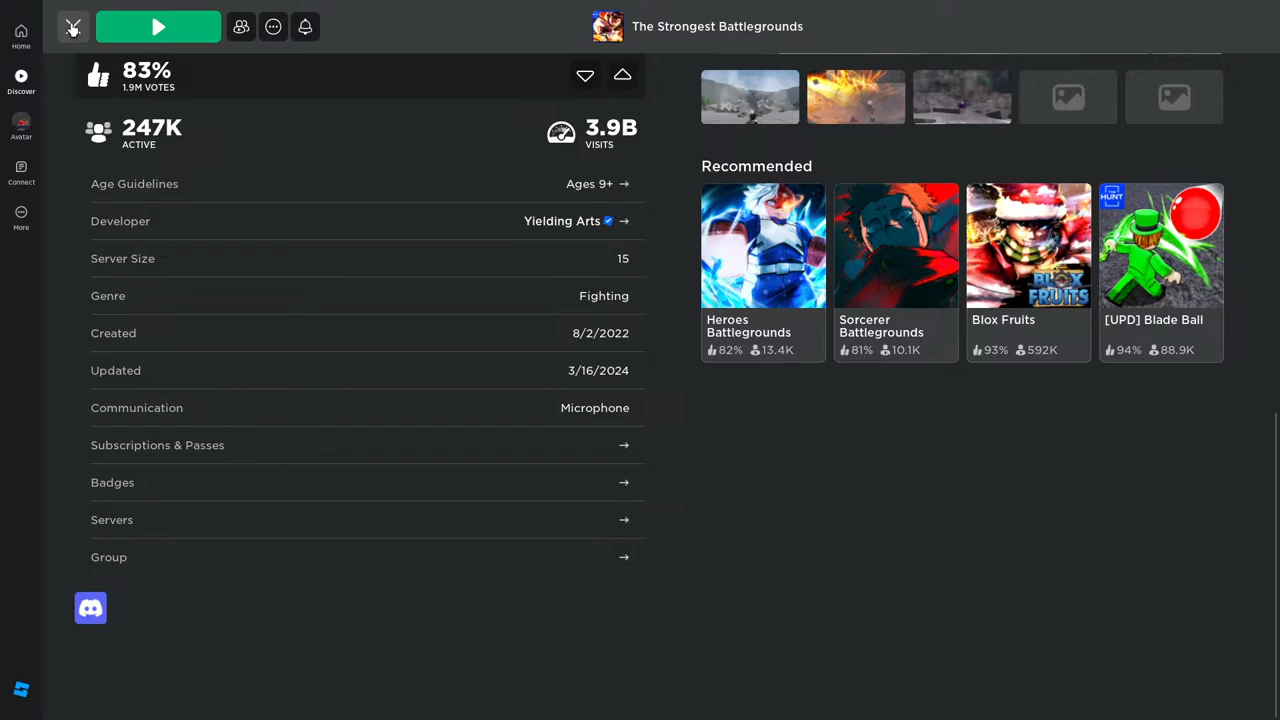 The Strongest Battlegrounds
Home
Discover
Avatar
Connect
More
83%
1.9M VOTES
247K
ACTIVE
3.9B
VISITS
Age Guidelines
Ages 9+
Developer
Yielding Arts
Server Size
15
Genre
Fighting
Created
8/2/2022
Updated
3/16/2024
Communication
Microphone
Subscriptions & Passes
Badges
Servers
Group
Recommended
BLOX
FRUITS
THE
HUNT
Heroes
Battlegrounds
82% 13.4K
Sorcerer
Battlegrounds
81% 10.1K
Blox Fruits
93% 592K
[UPD] Blade Ball
94% 88.9K